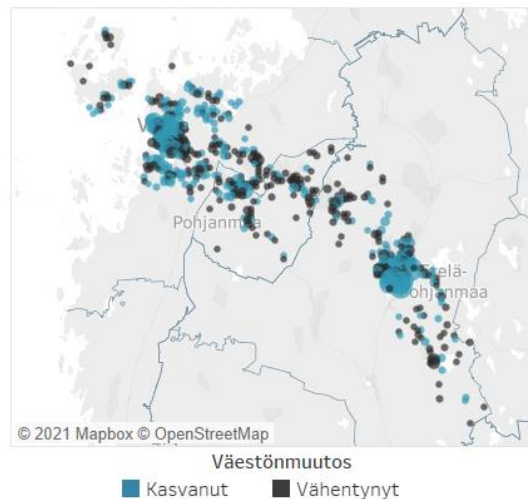 Pohjanmaa
Etelä-
Pohjanmaa
© 2021 Mapbox © OpenStreetMap
Väestönmuutos
Kasvanut
Vähentynyt